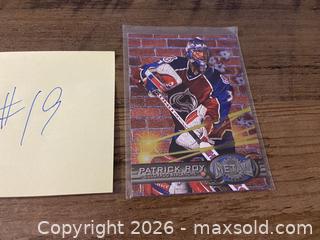 #19
PATRICK ROY
METAL
Copyright © 2026 - maxsold.com